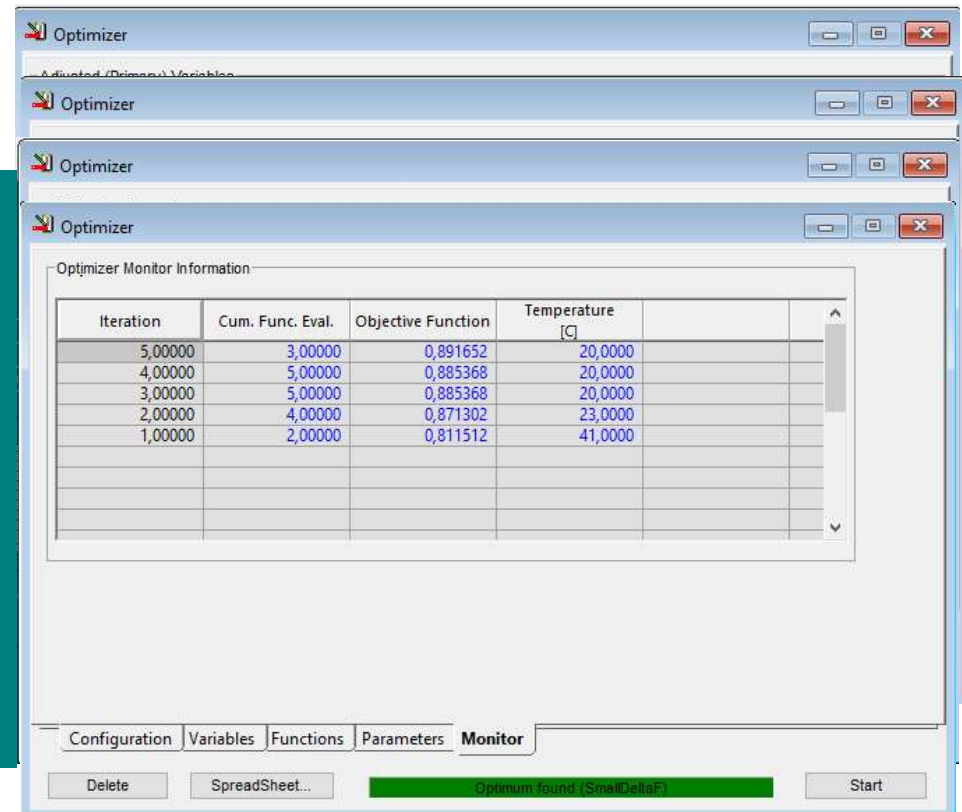 Optimizer
Adjusted (Primary) Variables
Optimizer
Optimizer
Optimizer
Optimizer Monitor Information
Iteration Cum. Func. Eval. Objective Function Temperature [C]
5,00000 3,00000 0,891652 20,0000
4,00000 5,00000 0,885368 20,0000
3,00000 5,00000 0,885368 20,0000
2,00000 4,00000 0,871302 23,0000
1,00000 2,00000 0,811512 41,0000
Configuration Variables Functions Parameters Monitor
Delete SpreadSheet... Optimum found (SmallDeltaF) Start